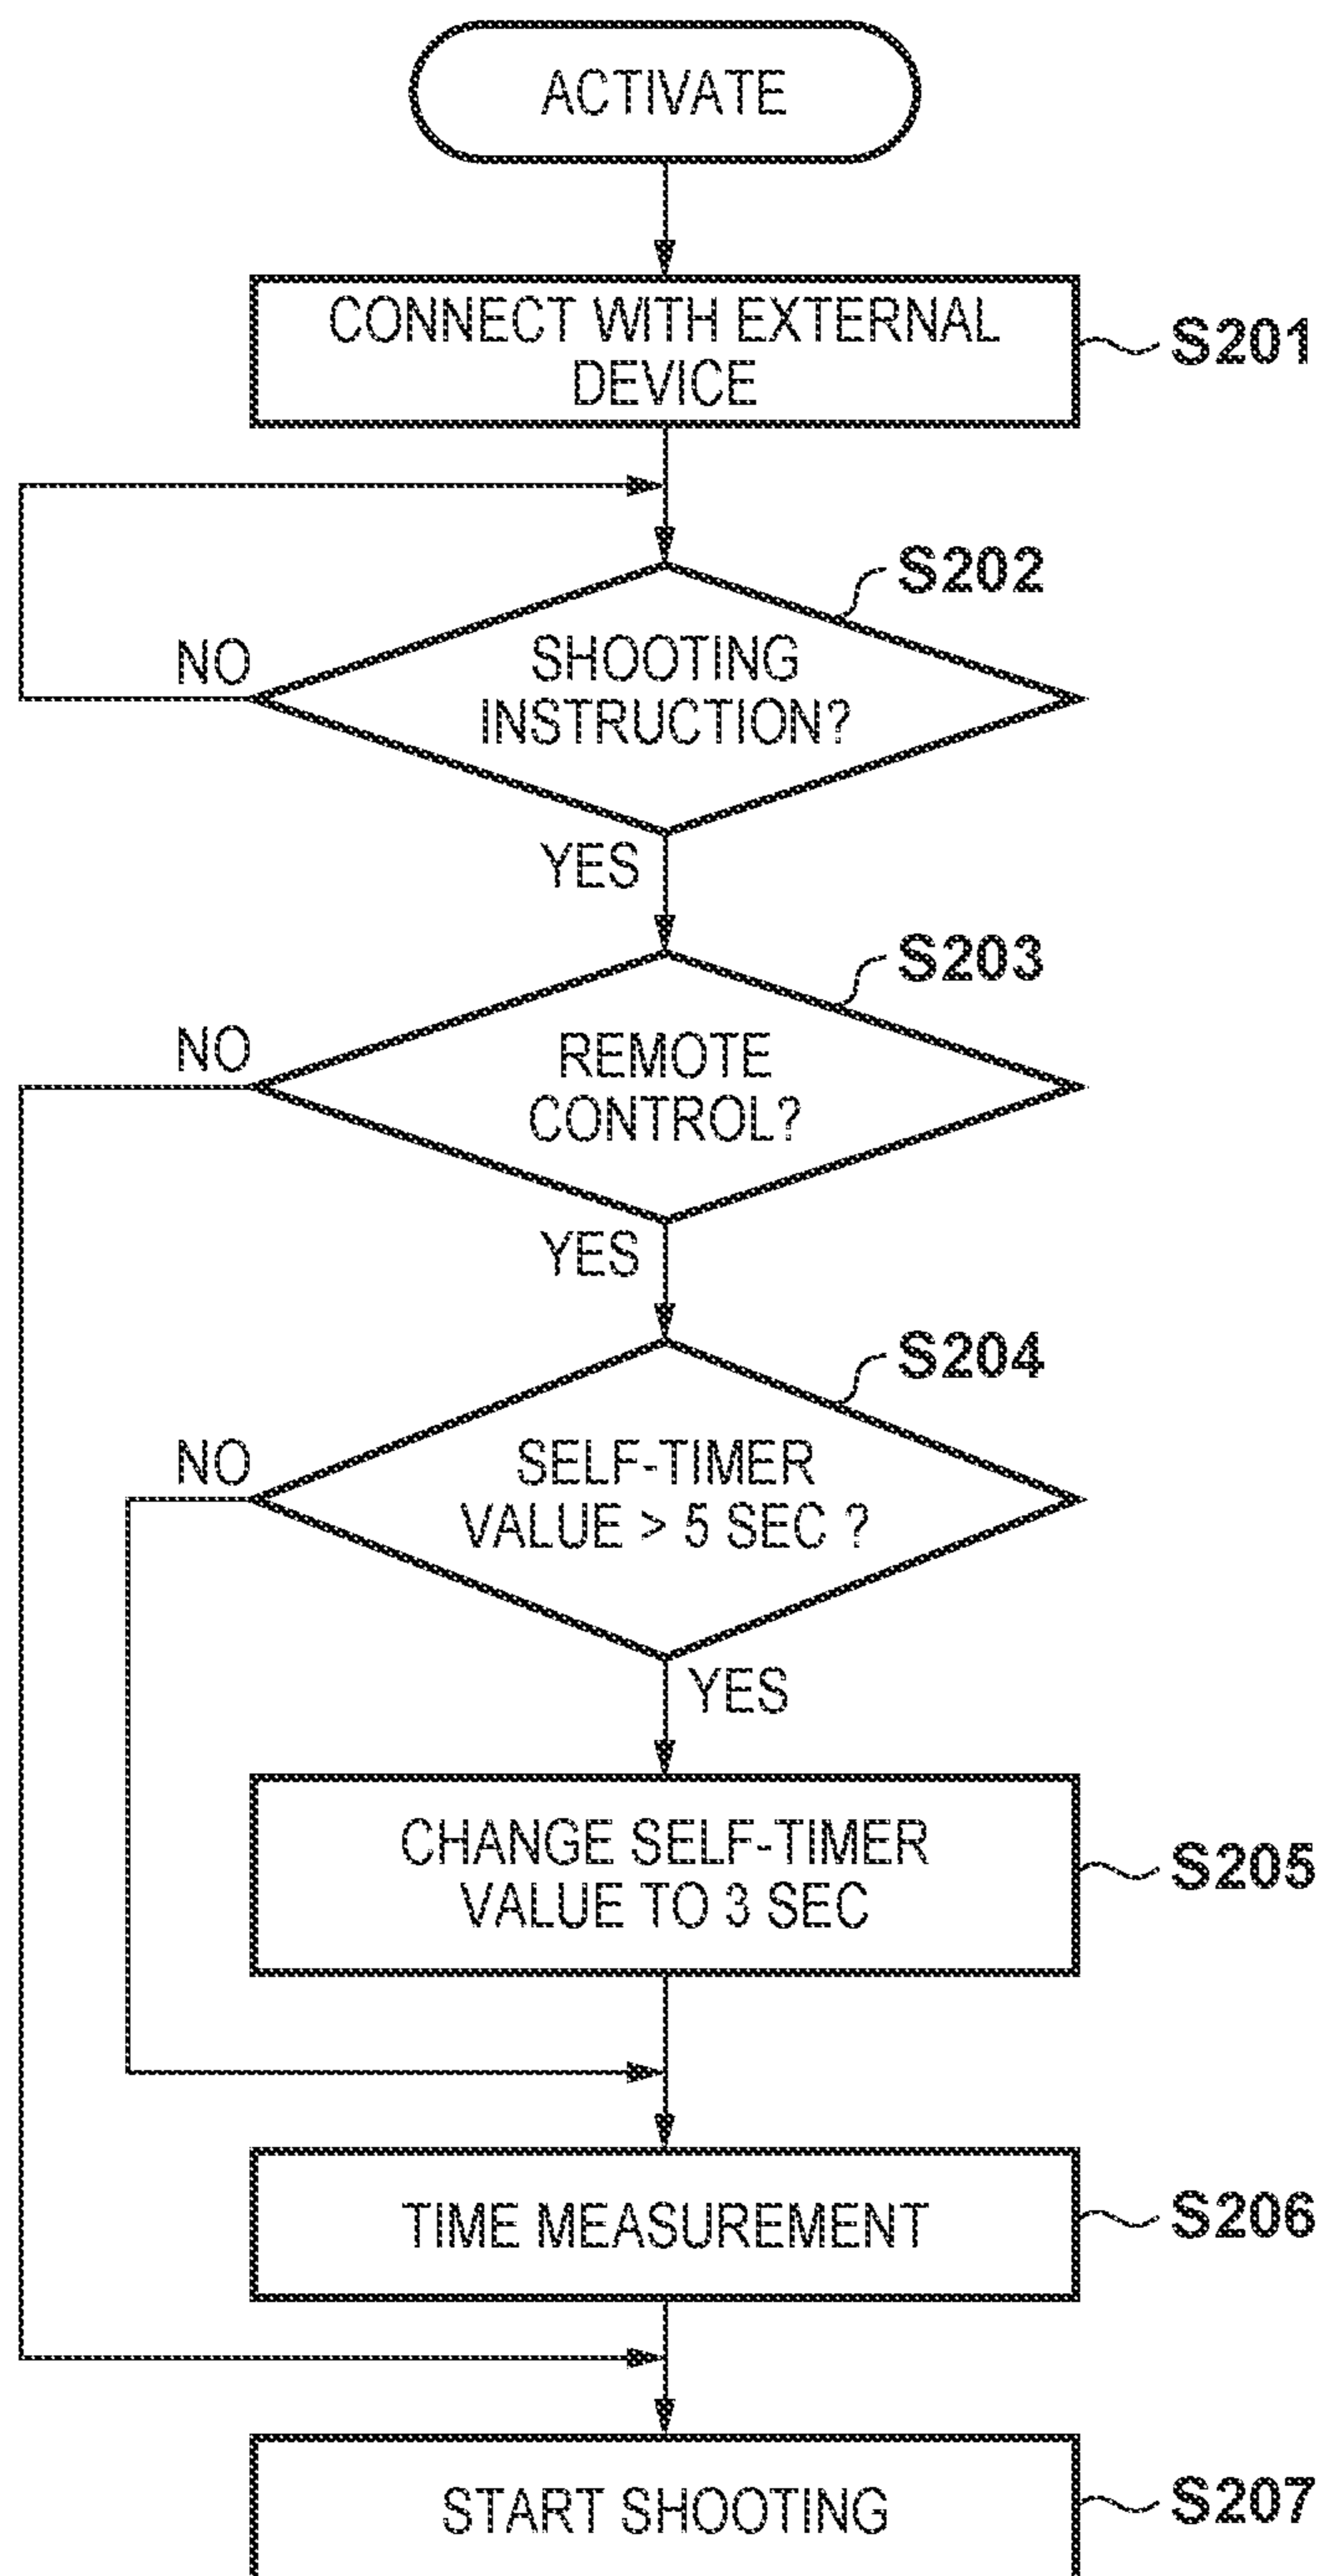 ACTIVATE
CONNECT WITH EXTERNAL
DEVICE
S201
S202
NO
SHOOTING
INSTRUCTION?
YES
S203
NO
REMOTE
CONTROL?
YES
S204
NO
SELF-TIMER
VALUE > 5 SEC ?
YES
CHANGE SELF-TIMER
VALUE TO 3 SEC
S205
TIME MEASUREMENT
S206
START SHOOTING
S207